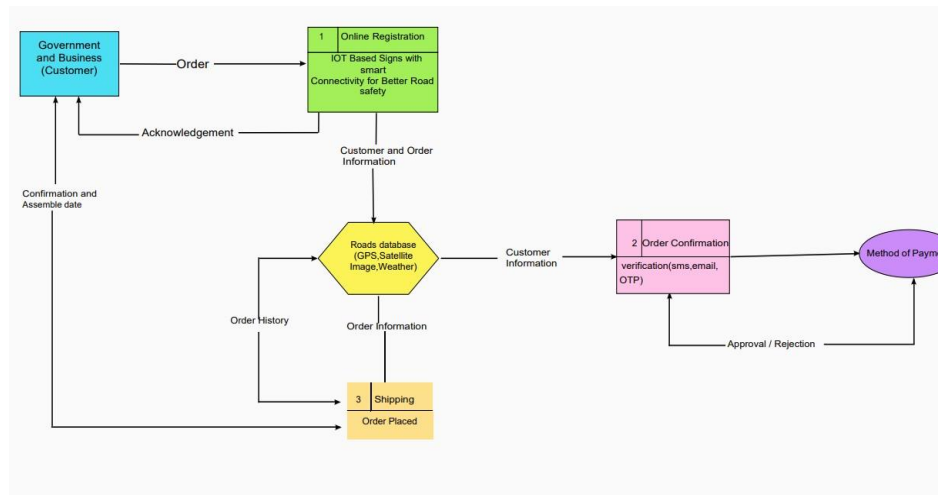 Government
and Business
(Customer)
Order
1 Online Registration
IOT Based Signs with
smart
Connectivity for Better Road
safety
Acknowledgement
Customer and Order
Information
Confirmation and
Assemble date
Roads database
(GPS,Satellite
Image,Weather)
Customer
Information
2 Order Confirmation
verification(sms,email,
OTP)
Method of Payme
Order History
Order Information
Approval / Rejection
3 Shipping
Order Placed